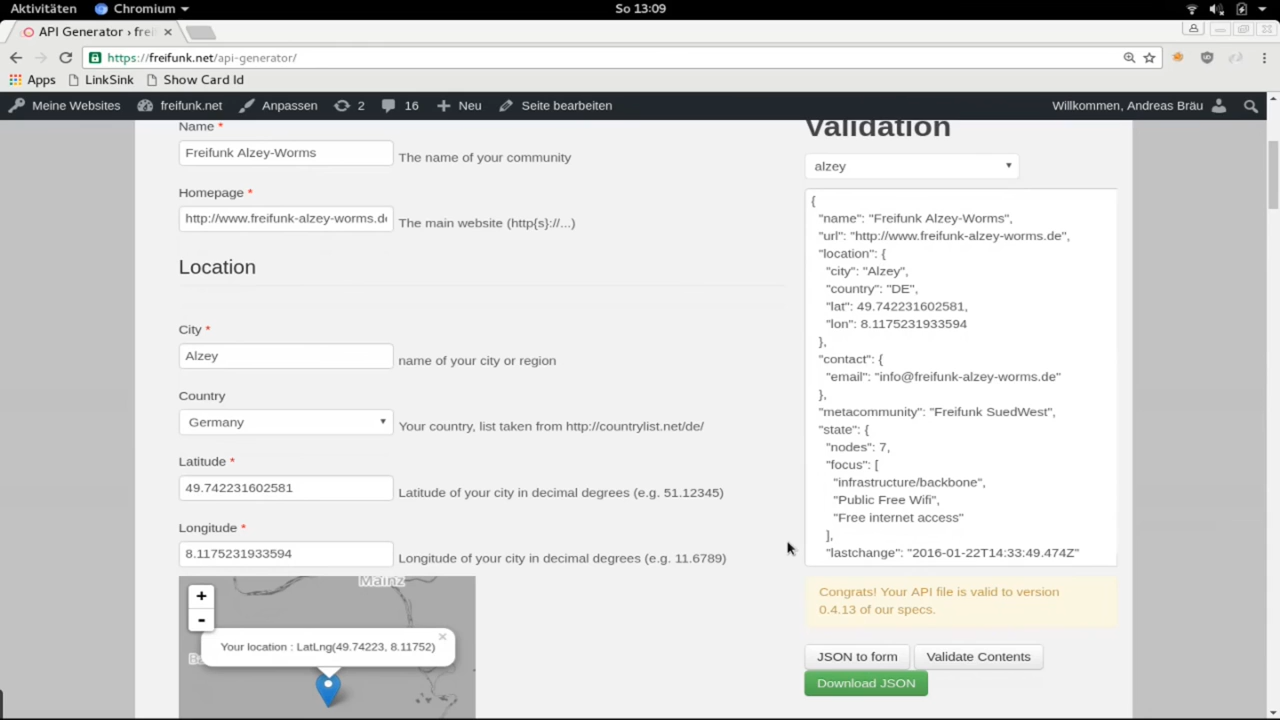 Aktivitäten
Chromium
So 13:09
API Generator › frei
https://freifunk.net/api-generator/
Apps
LinkSink
Show Card Id
Meine Websites
freifunk.net
Anpassen
2
16
Neu
Seite bearbeiten
Willkommen, Andreas Bräu
Name *
Freifunk Alzey-Worms
The name of your community
Homepage *
http://www.freifunk-alzey-worms.de
The main website (http{s}://...)
Location
City *
Alzey
name of your city or region
Country
Germany
Your country, list taken from http://countrylist.net/de/
Latitude *
49.742231602581
Latitude of your city in decimal degrees (e.g. 51.12345)
Longitude *
8.1175231933594
Longitude of your city in decimal degrees (e.g. 11.6789)
Mainz
+
-
Your location : LatLng(49.74223, 8.11752)
×
Validation
alzey
{
"name": "Freifunk Alzey-Worms",
"url": "http://www.freifunk-alzey-worms.de",
"location": {
"city": "Alzey",
"country": "DE",
"lat": 49.742231602581,
"lon": 8.1175231933594
},
"contact": {
"email": "info@freifunk-alzey-worms.de"
},
"metacommunity": "Freifunk SuedWest",
"state": {
"nodes": 7,
"focus": [
"infrastructure/backbone",
"Public Free Wifi",
"Free internet access"
],
"lastchange": "2016-01-22T14:33:49.474Z"
Congrats! Your API file is valid to version
0.4.13 of our specs.
JSON to form
Validate Contents
Download JSON